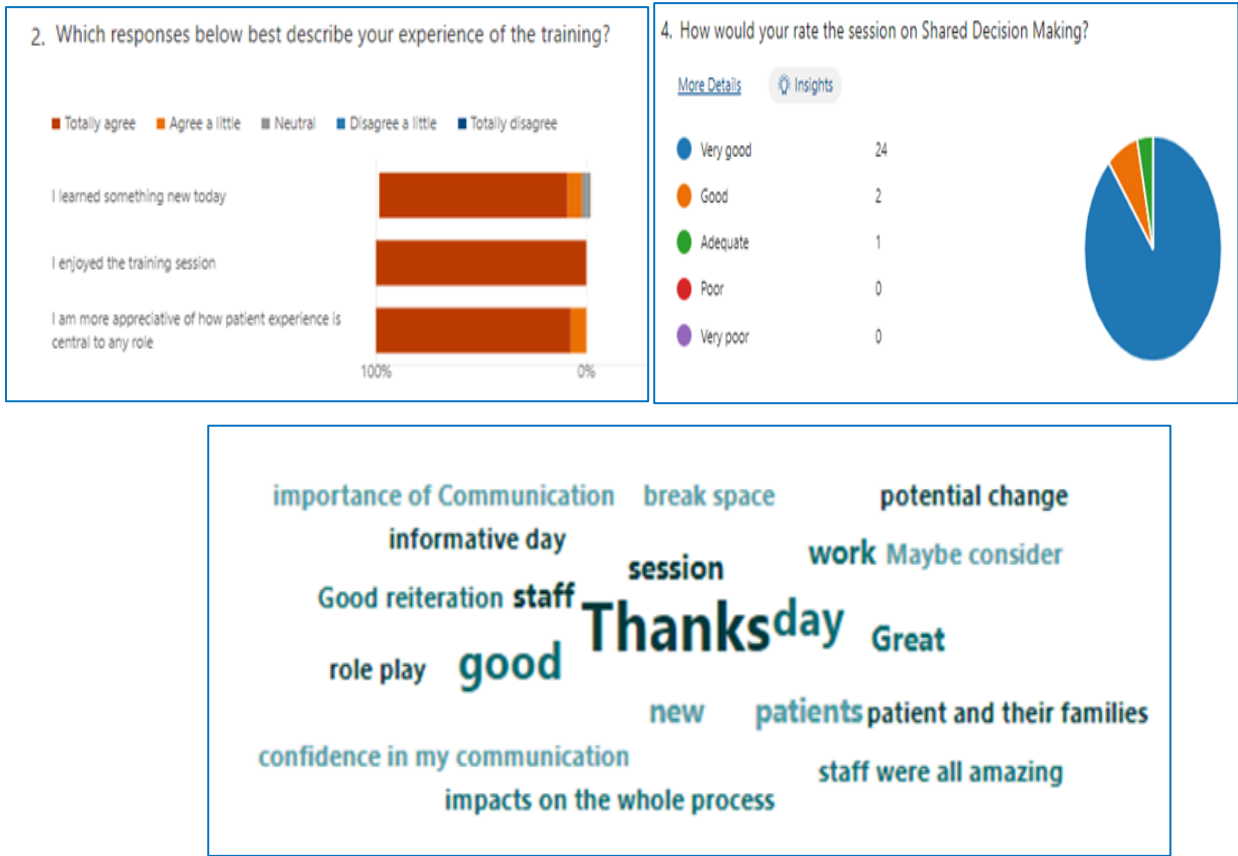 2. Which responses below best describe your experience of the training?
Totally agree Agree a little Neutral Disagree a little Totally disagree
I learned something new today
I enjoyed the training session
I am more appreciative of how patient experience is
central to any role
100% 0%
4. How would your rate the session on Shared Decision Making?
More Details Insights
Very good 24
Good 2
Adequate 1
Poor 0
Very poor 0
importance of Communication break space potential change
informative day
session work Maybe consider
Good reiteration staff
Thanks day Great
role play good
new patients patient and their families
confidence in my communication
staff were all amazing
impacts on the whole process